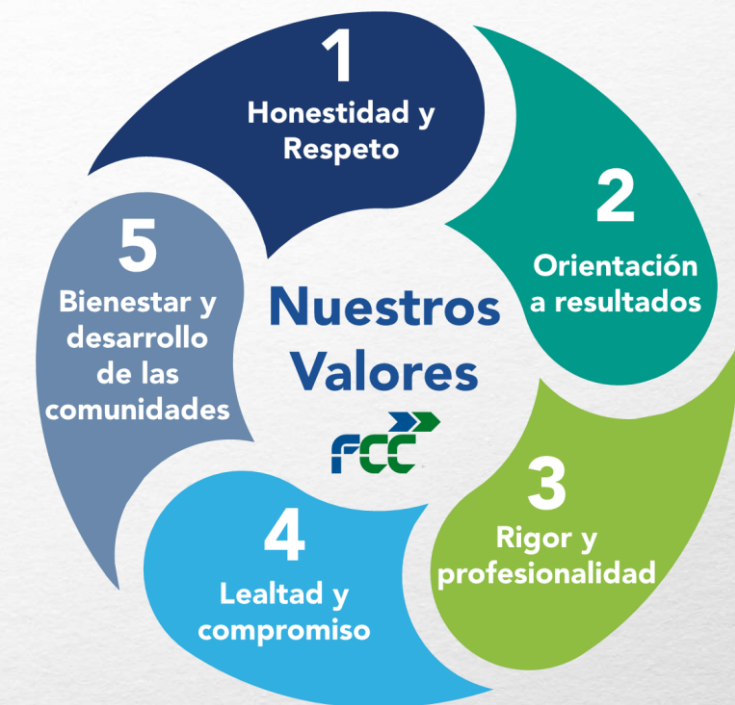 Nuestros
Valores
FCC
1
Honestidad y
Respeto
2
Orientación
a resultados
3
Rigor y
profesionalidad
4
Lealtad y
compromiso
5
Bienestar y
desarrollo
de las
comunidades